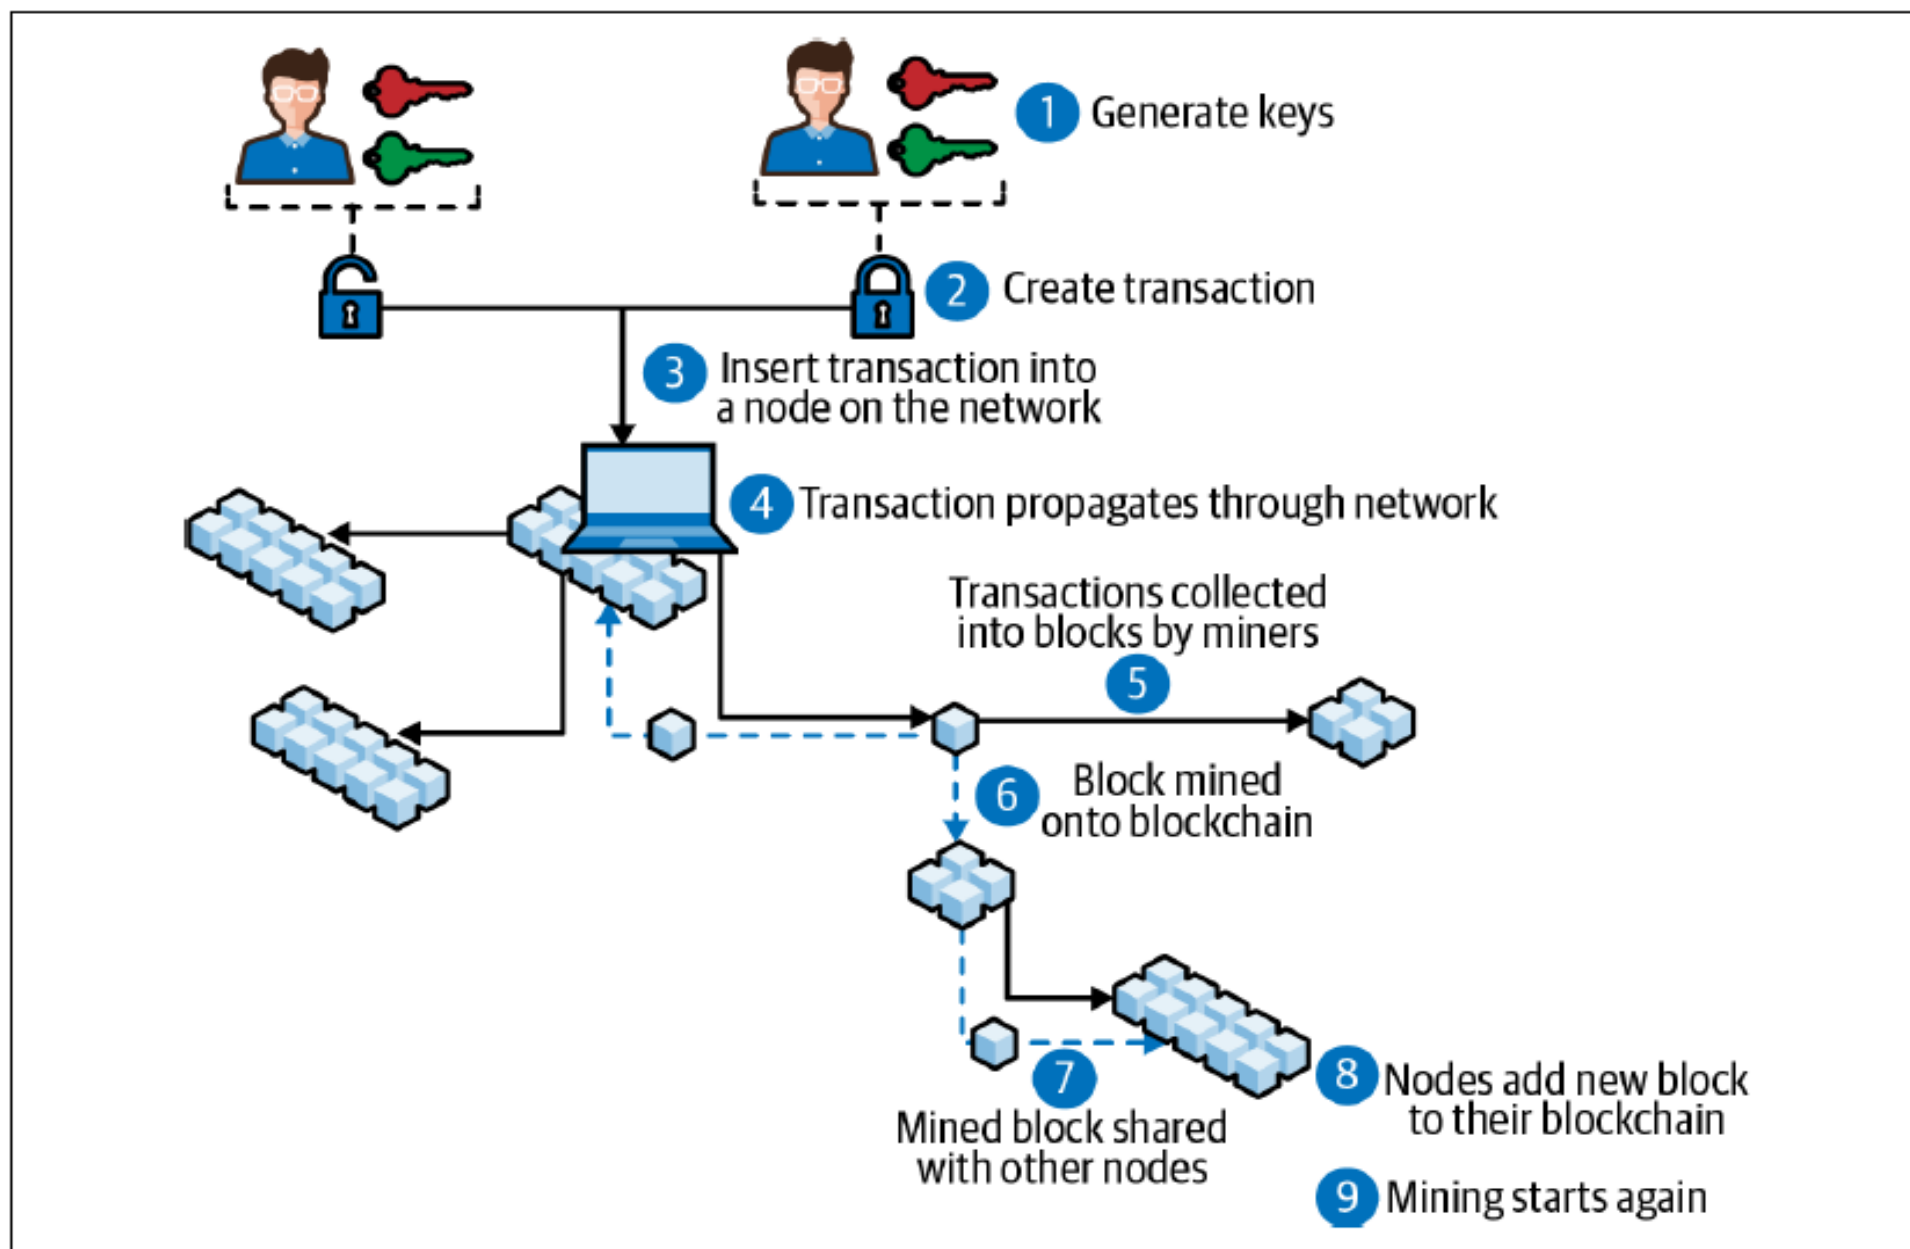 1 Generate keys
2 Create transaction
3 Insert transaction into
a node on the network
4 Transaction propagates through network
Transactions collected
into blocks by miners
5
6 Block mined
onto blockchain
7
Mined block shared
with other nodes
8 Nodes add new block
to their blockchain
9 Mining starts again